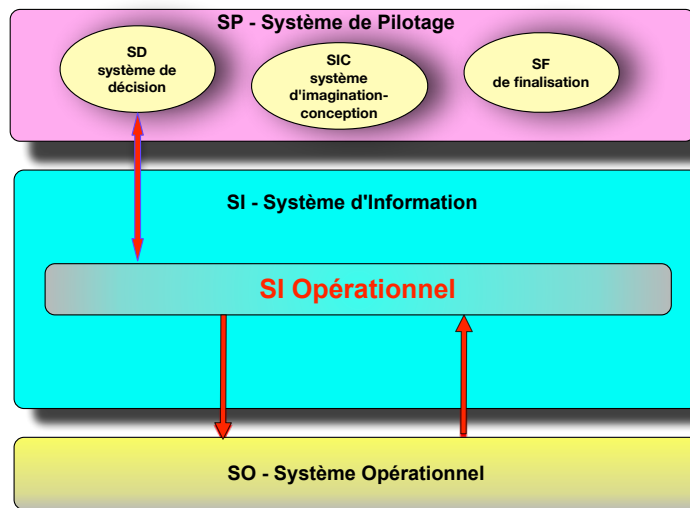 SP - Système de Pilotage
SD
système de
décision
SIC
système
d'imagination-
conception
SF
de finalisation
SI - Système d'Information
SI Opérationnel
SO - Système Opérationnel